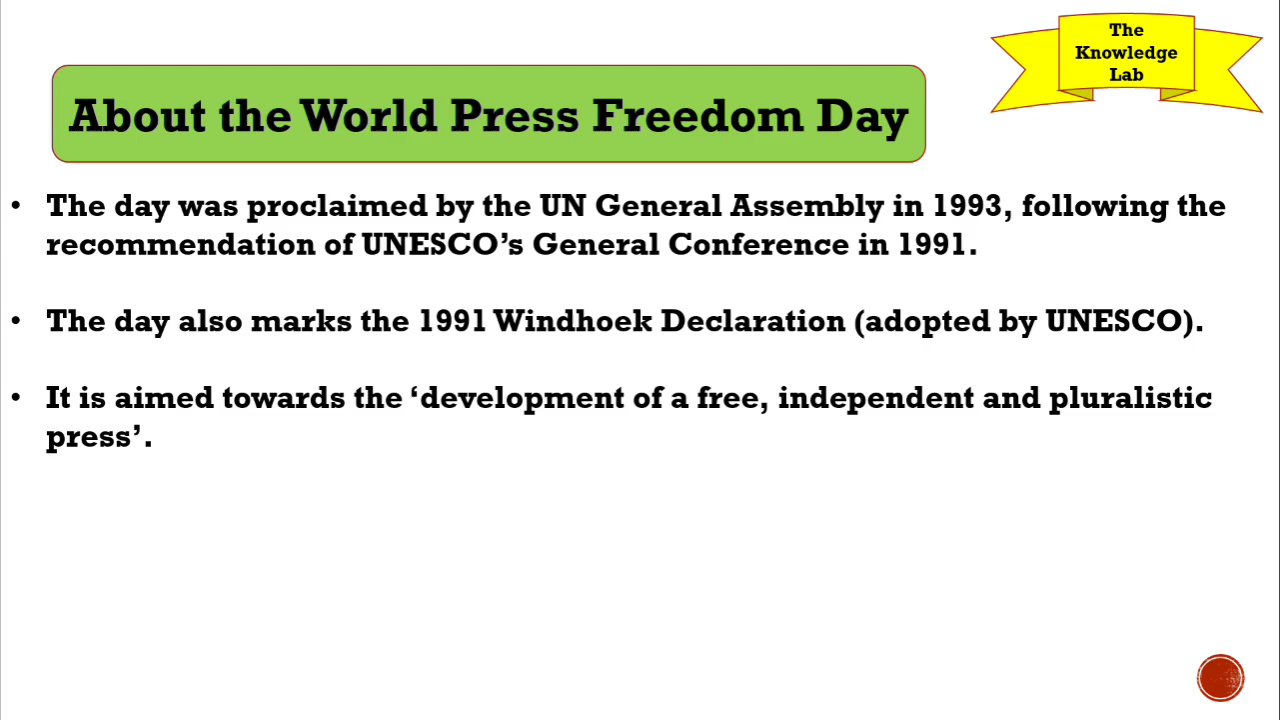 The
Knowledge
Lab
About the World Press Freedom Day
• The day was proclaimed by the UN General Assembly in 1993, following the
recommendation of UNESCO’s General Conference in 1991.
• The day also marks the 1991 Windhoek Declaration (adopted by UNESCO).
• It is aimed towards the ‘development of a free, independent and pluralistic
press’.